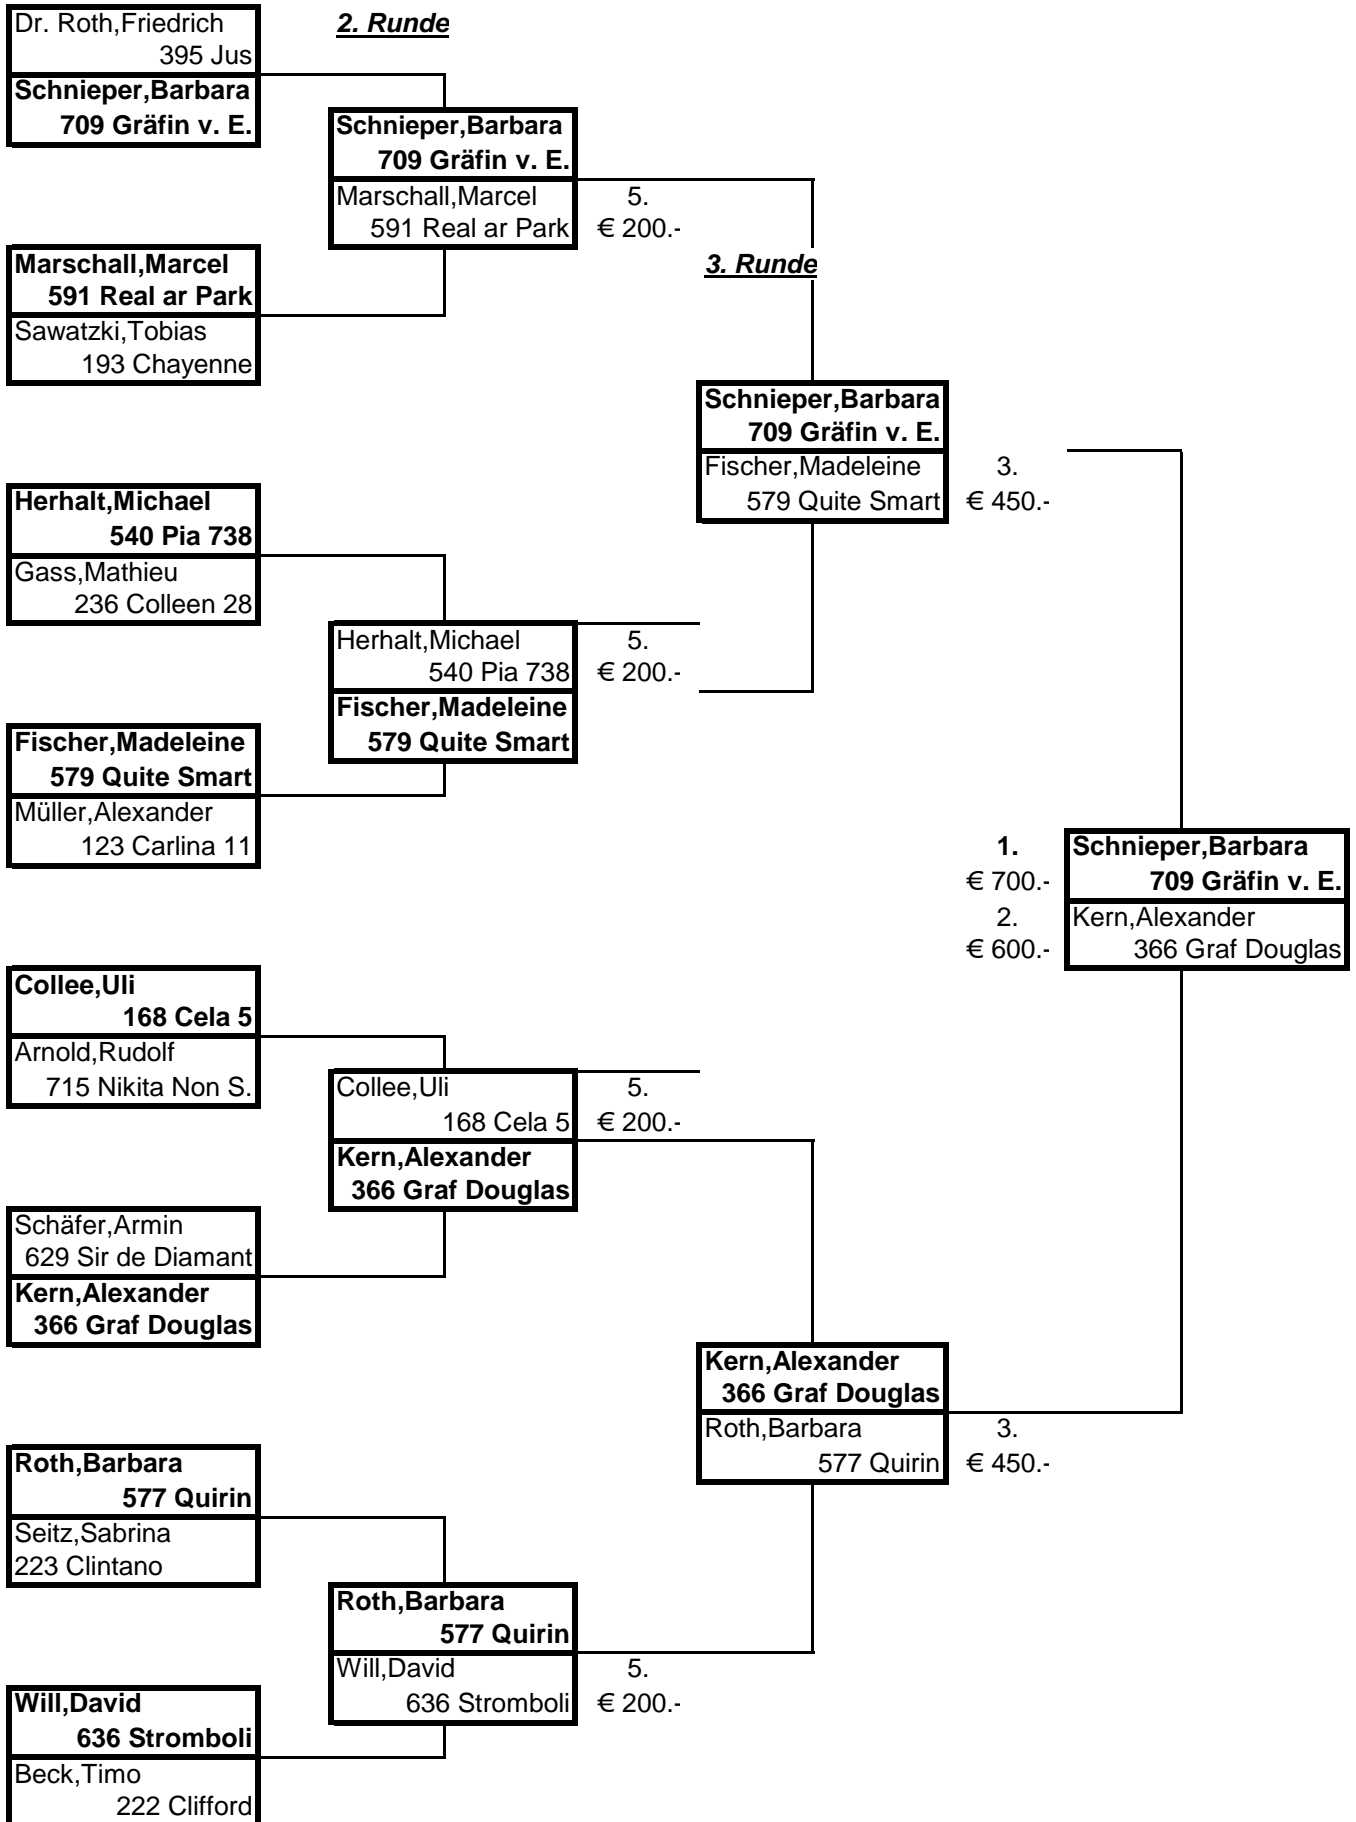 Dr. Roth,Friedrich
395 Jus
Schnieper,Barbara
709 Gräfin v. E.
Marschall,Marcel
591 Real ar Park
Sawatzki,Tobias
193 Chayenne
Herhalt,Michael
540 Pia 738
Gass,Mathieu
236 Colleen 28
Fischer,Madeleine
579 Quite Smart
Müller,Alexander
123 Carlina 11
Collee,Uli
168 Cela 5
Arnold,Rudolf
715 Nikita Non S.
Schäfer,Armin
629 Sir de Diamant
Kern,Alexander
366 Graf Douglas
Roth,Barbara
577 Quirin
Seitz,Sabrina
223 Clintano
Will,David
636 Stromboli
Beck,Timo
222 Clifford
2. Runde
Schnieper,Barbara
709 Gräfin v. E.
Marschall,Marcel 5.
591 Real ar Park € 200.-
Herhalt,Michael 5.
540 Pia 738 € 200.-
Fischer,Madeleine
579 Quite Smart
Collee,Uli 5.
168 Cela 5 € 200.-
Kern,Alexander
366 Graf Douglas
Roth,Barbara
577 Quirin
Will,David 5.
636 Stromboli € 200.-
3. Runde
Schnieper,Barbara
709 Gräfin v. E.
Fischer,Madeleine 3.
579 Quite Smart € 450.-
Kern,Alexander
366 Graf Douglas
Roth,Barbara 3.
577 Quirin € 450.-
1. Schnieper,Barbara
€ 700.- 709 Gräfin v. E.
2. Kern,Alexander
€ 600.- 366 Graf Douglas